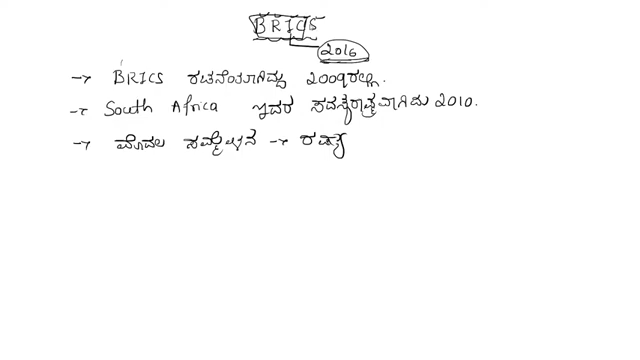 BRICS
2016
→ BRICS ರಚನೆಯಾಗಿದ್ದು 2009ರಲ್ಲಿ.
→ South Africa ಇದರ ಸದಸ್ಯರಾಷ್ಟ್ರವಾಗಿದು 2010.
→ ಮೊದಲ ಸಮ್ಮೇಳನ → ರಷ್ಯಾ